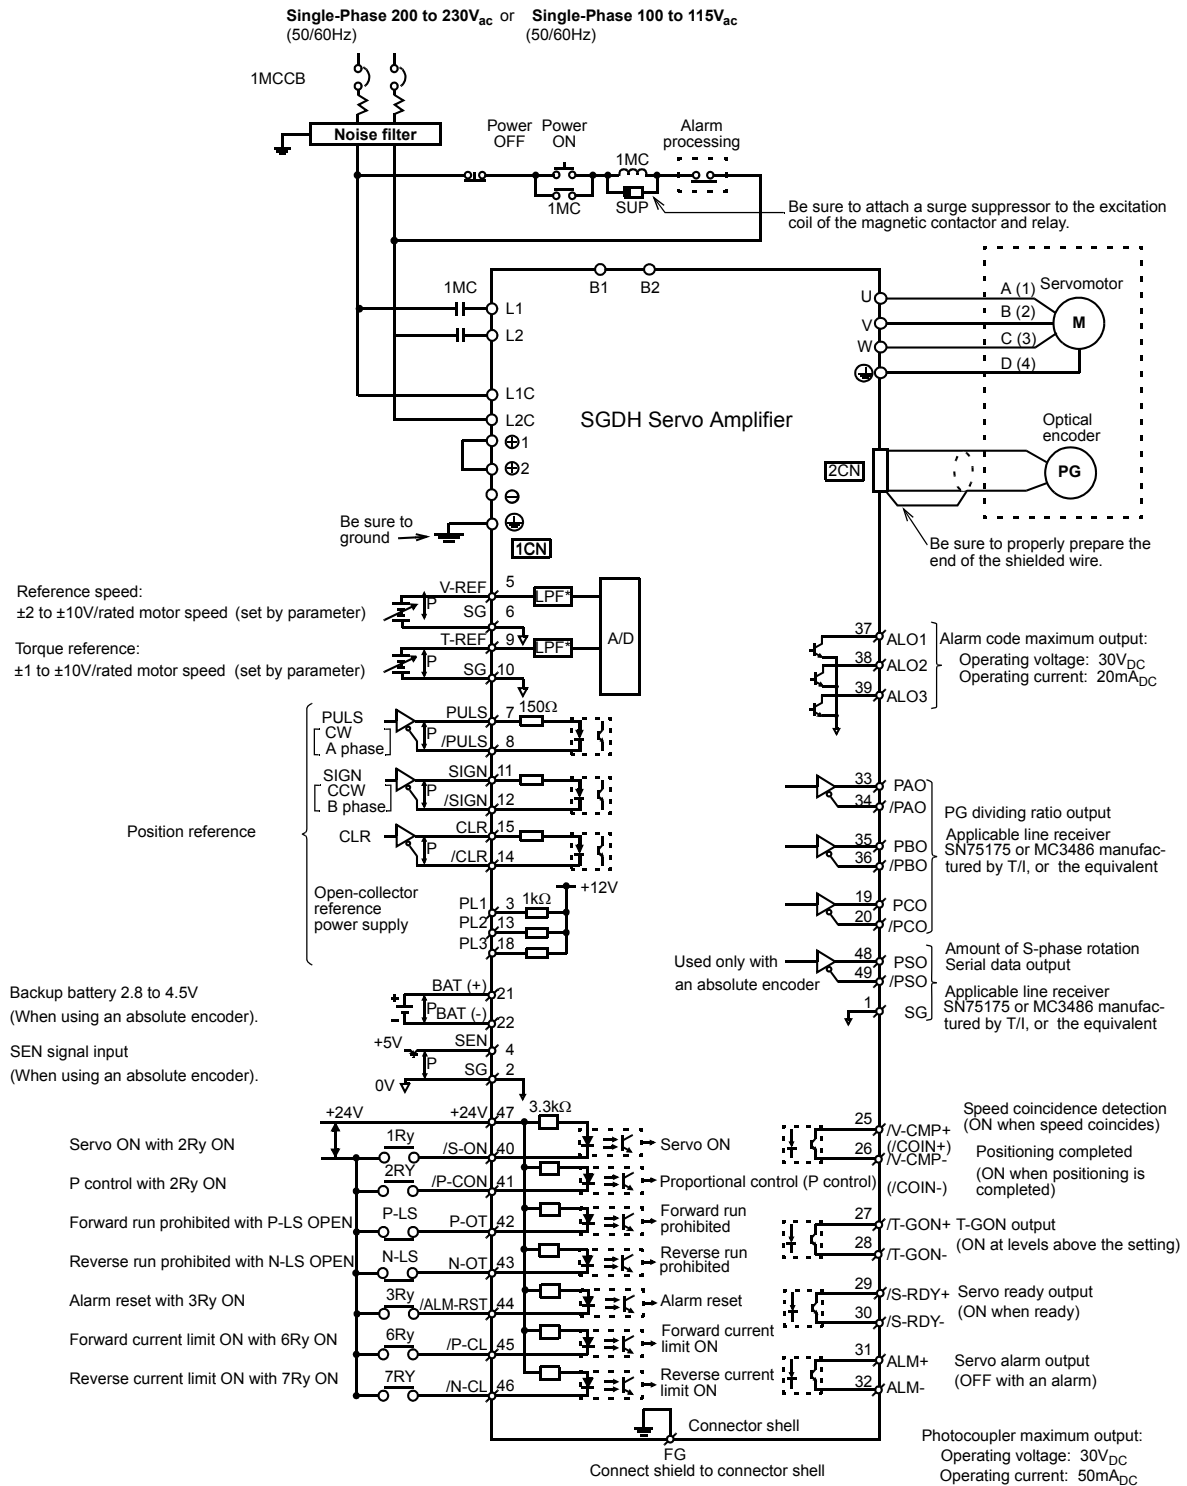 Single-Phase 200 to 230Vac or Single-Phase 100 to 115Vac
(50/60Hz) (50/60Hz)
1MCCB
Noise filter
Power OFF
Power ON
Alarm processing
1MC
1MC
SUP
Be sure to attach a surge suppressor to the excitation
coil of the magnetic contactor and relay.
B1 B2
1MC
L1
L2
L1C
L2C
⊕1
⊕2
⊖
SGDH Servo Amplifier
U
V
W
A (1)
B (2)
C (3)
D (4)
Servomotor
M
Optical
encoder
2CN
PG
Be sure to
ground
1CN
Be sure to properly prepare the
end of the shielded wire.
Reference speed:
±2 to ±10V/rated motor speed (set by parameter)
V-REF 5
P
SG 6
LPF*
Torque reference:
±1 to ±10V/rated motor speed (set by parameter)
T-REF 9
P
SG 10
LPF*
A/D
37 ALO1
38 ALO2
39 ALO3
Alarm code maximum output:
Operating voltage: 30VDC
Operating current: 20mADC
Position reference
PULS
CW
A phase
PULS 7 150Ω
P
/PULS 8
SIGN
CCW
B phase
SIGN 11
P
/SIGN 12
CLR
CLR 15
P
/CLR 14
Open-collector
reference
power supply
+12V
PL1 3 1kΩ
PL2 13
PL3 18
33 PAO
34 /PAO
35 PBO
36 /PBO
19 PCO
20 /PCO
PG dividing ratio output
Applicable line receiver
SN75175 or MC3486 manufac-
tured by T/I, or the equivalent
Used only with
an absolute encoder
48 PSO
49 /PSO
1 SG
Amount of S-phase rotation
Serial data output
Applicable line receiver
SN75175 or MC3486 manufac-
tured by T/I, or the equivalent
Backup battery 2.8 to 4.5V
(When using an absolute encoder).
+
-
BAT (+) 21
P
BAT (-) 22
SEN signal input
(When using an absolute encoder).
+5V
SEN 4
P
0V
SG 2
+24V
+24V 47 3.3kΩ
Servo ON with 2Ry ON
1Ry
/S-ON 40
Servo ON
P control with 2Ry ON
2RY
/P-CON 41
Proportional control (P control)
Forward run prohibited with P-LS OPEN
P-LS
P-OT 42
Forward run
prohibited
Reverse run prohibited with N-LS OPEN
N-LS
N-OT 43
Reverse run
prohibited
Alarm reset with 3Ry ON
3Ry
/ALM-RST 44
Alarm reset
Forward current limit ON with 6Ry ON
6Ry
/P-CL 45
Forward current
limit ON
Reverse current limit ON with 7RY ON
7RY
/N-CL 46
Reverse current
limit ON
25 /V-CMP+
(/COIN+)
26 /V-CMP-
(/COIN-)
Speed coincidence detection
(ON when speed coincides)
Positioning completed
(ON when positioning is
completed)
27 /T-GON+ T-GON output
28 /T-GON- (ON at levels above the setting)
29 /S-RDY+ Servo ready output
30 /S-RDY- (ON when ready)
31 ALM+ Servo alarm output
32 ALM- (OFF with an alarm)
Connector shell
FG
Connect shield to connector shell
Photocoupler maximum output:
Operating voltage: 30VDC
Operating current: 50mADC